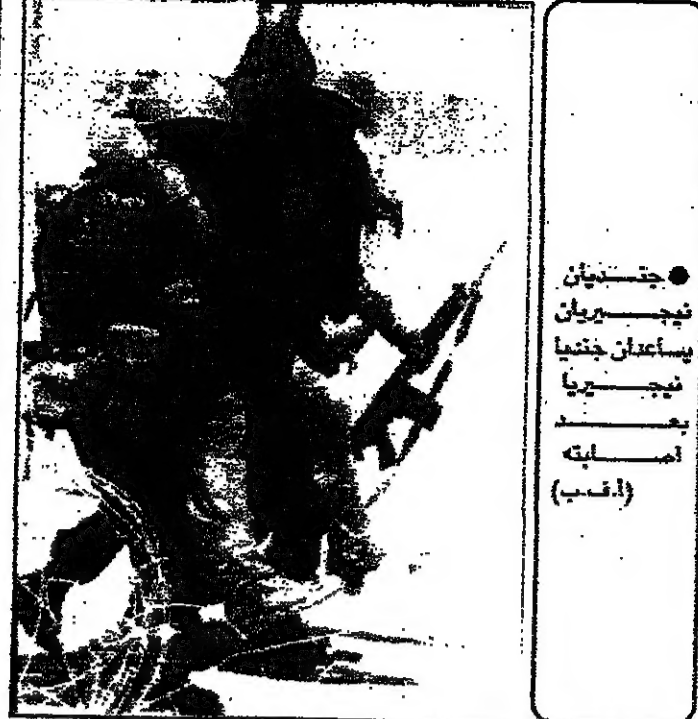 ● جنديان
نيجيريان
يساعدان جنديا
نيجيريا
بعد
اصابته
(أ.ف.ب)